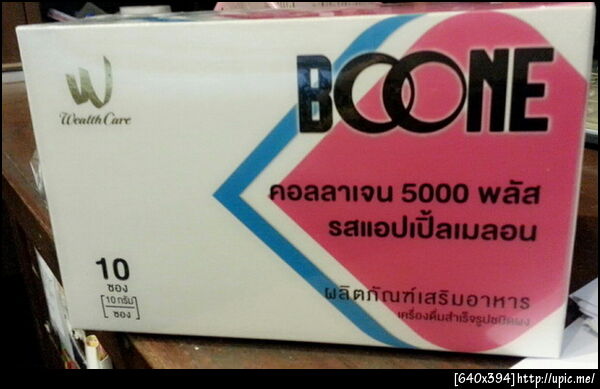 Wealth Care
BOONE
คอลลาเจน 5000 พลัส
รสแอปเปิ้ลเมลอน
10
ซอง
[10 กรัม
ซอง]
ผลิตภัณฑ์เสริมอาหาร
เครื่องดื่มสำเร็จรูปชนิดผง
[640x394]http://upic.me/